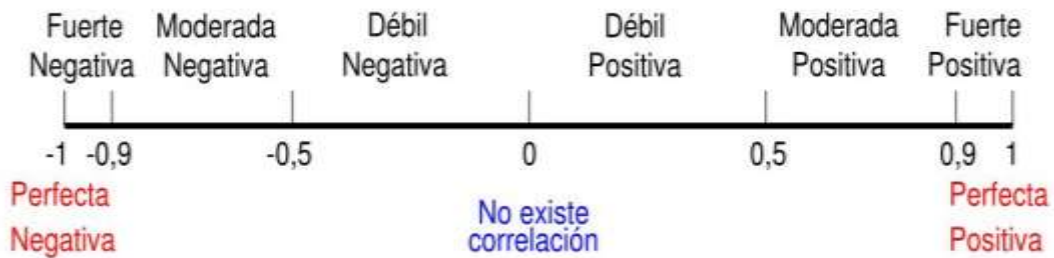 Fuerte Moderada Débil Débil Moderada Fuerte
Negativa Negativa Negativa Positiva Positiva Positiva
-1 -0,9 -0,5 0 0,5 0,9 1
Perfecta Perfecta
No existe
Negativa correlación Positiva